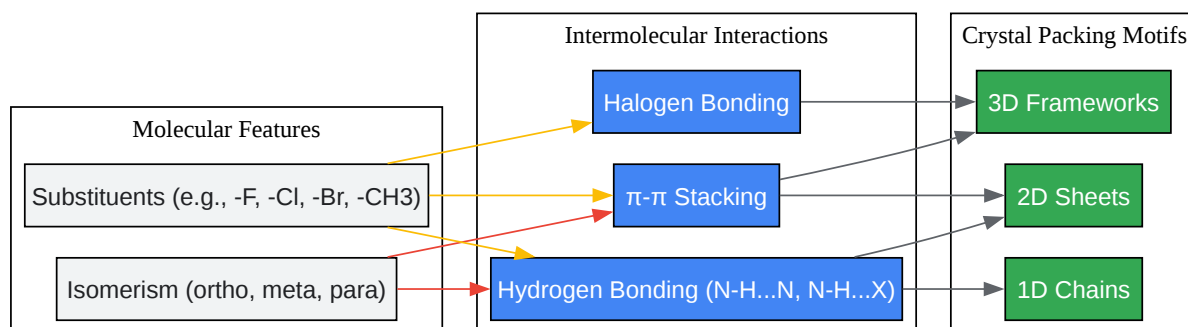 Molecular Features
Substituents (e.g., -F, -Cl, -Br, -CH3)
Isomerism (ortho, meta, para)
Intermolecular Interactions
Halogen Bonding
π-π Stacking
Hydrogen Bonding (N-H...N, N-H...X)
Crystal Packing Motifs
3D Frameworks
2D Sheets
1D Chains